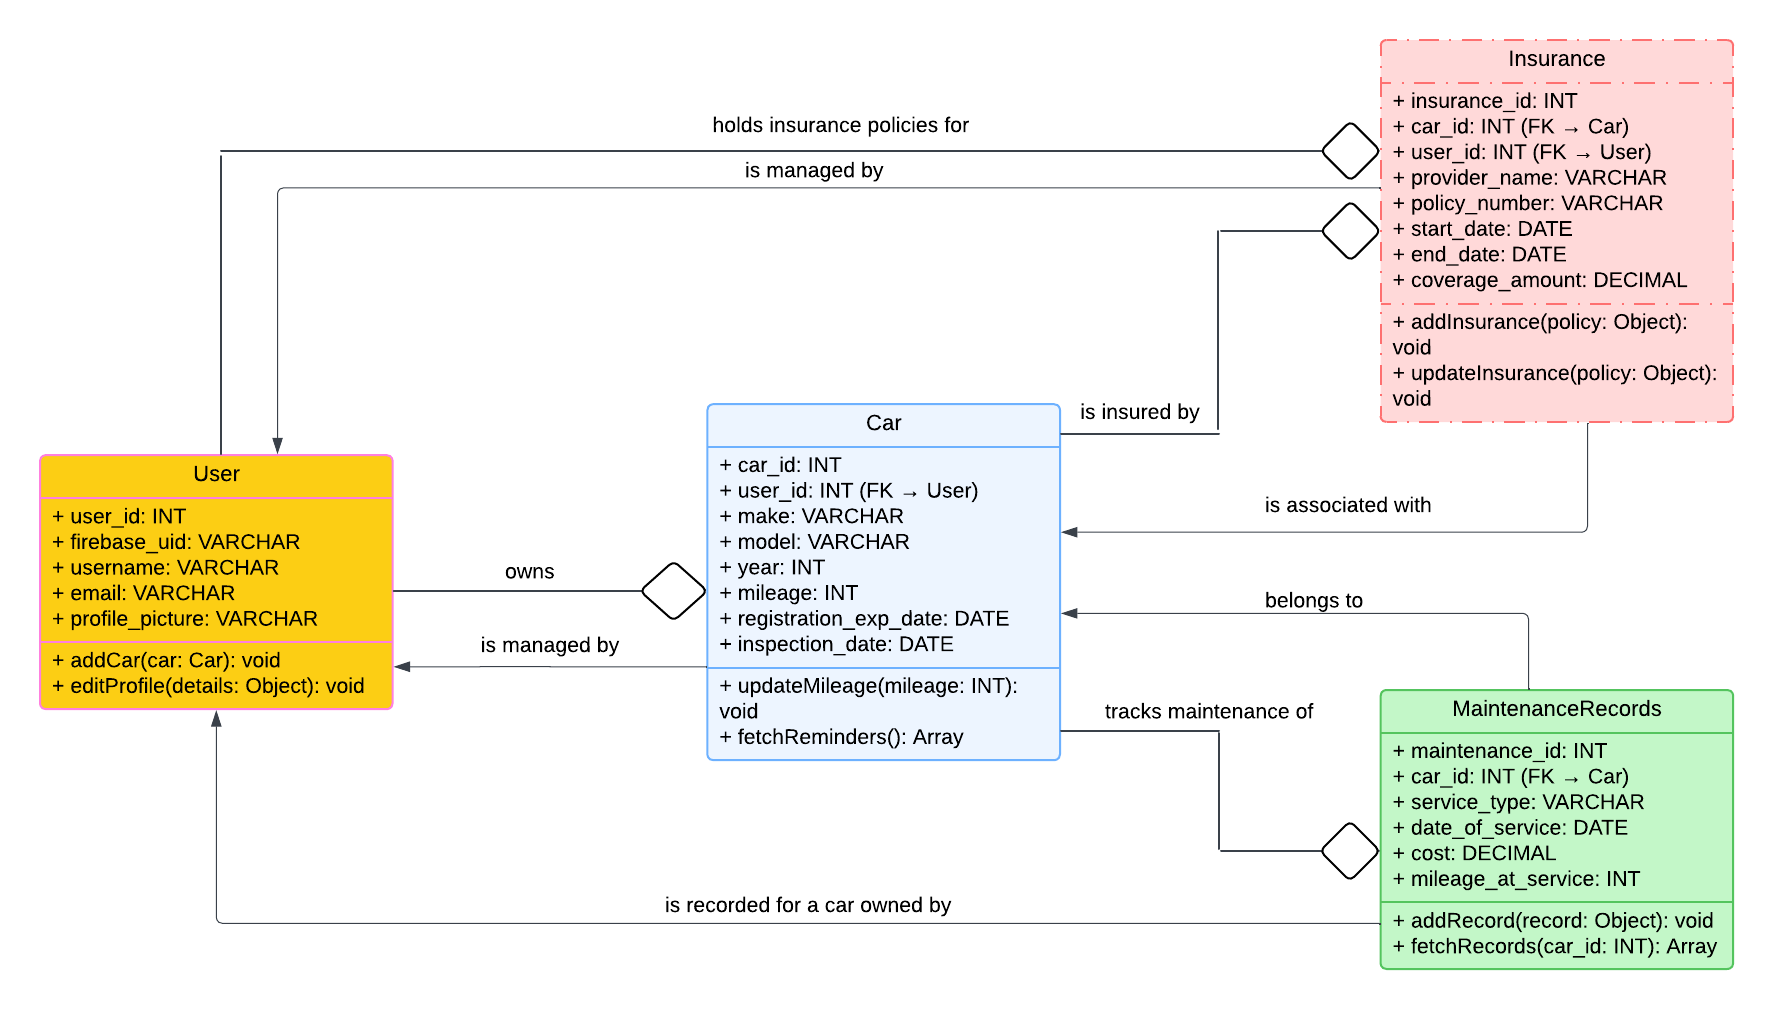 Insurance
+ insurance_id: INT
+ car_id: INT (FK → Car)
+ user_id: INT (FK → User)
+ provider_name: VARCHAR
+ policy_number: VARCHAR
+ start_date: DATE
+ end_date: DATE
+ coverage_amount: DECIMAL
+ addInsurance(policy: Object):
void
+ updateInsurance(policy: Object):
void
holds insurance policies for
is managed by
is insured by
is associated with
Car
+ car_id: INT
+ user_id: INT (FK → User)
+ make: VARCHAR
+ model: VARCHAR
+ year: INT
+ mileage: INT
+ registration_exp_date: DATE
+ inspection_date: DATE
+ updateMileage(mileage: INT):
void
+ fetchReminders(): Array
User
+ user_id: INT
+ firebase_uid: VARCHAR
+ username: VARCHAR
+ email: VARCHAR
+ profile_picture: VARCHAR
+ addCar(car: Car): void
+ editProfile(details: Object): void
owns
is managed by
belongs to
tracks maintenance of
MaintenanceRecords
+ maintenance_id: INT
+ car_id: INT (FK → Car)
+ service_type: VARCHAR
+ date_of_service: DATE
+ cost: DECIMAL
+ mileage_at_service: INT
+ addRecord(record: Object): void
+ fetchRecords(car_id: INT): Array
is recorded for a car owned by